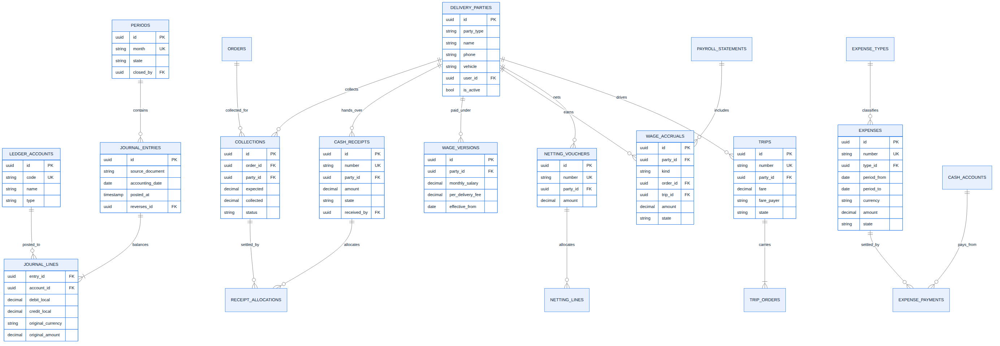 DELIVERY_PARTIES
uuid id PK
string party_type
string name
string phone
string vehicle
uuid user_id FK
bool is_active
PERIODS
uuid id PK
string month UK
string state
uuid closed_by FK
ORDERS
PAYROLL_STATEMENTS
EXPENSE_TYPES
collects
nets
drives
contains
collected_for
hands_over
paid_under
earns
includes
classifies
LEDGER_ACCOUNTS
uuid id PK
string code UK
string name
string type
JOURNAL_ENTRIES
uuid id PK
string source_document
date accounting_date
timestamp posted_at
uuid reverses_id FK
COLLECTIONS
uuid id PK
uuid order_id FK
uuid party_id FK
decimal expected
decimal collected
string status
CASH_RECEIPTS
uuid id PK
string number UK
uuid party_id FK
decimal amount
string state
uuid received_by FK
WAGE_VERSIONS
uuid id PK
uuid party_id FK
decimal monthly_salary
decimal per_delivery_fee
date effective_from
NETTING_VOUCHERS
uuid id PK
string number UK
uuid party_id FK
decimal amount
WAGE_ACCRUALS
uuid id PK
uuid party_id FK
string kind
uuid order_id FK
uuid trip_id FK
decimal amount
string state
TRIPS
uuid id PK
string number UK
uuid party_id FK
decimal fare
string fare_payer
string state
EXPENSES
uuid id PK
string number UK
uuid type_id FK
date period_from
date period_to
string currency
decimal amount
string state
CASH_ACCOUNTS
posted_to
balances
settled_by
allocates
allocates
carries
settled_by
pays_from
JOURNAL_LINES
uuid entry_id FK
uuid account_id FK
decimal debit_local
decimal credit_local
string original_currency
decimal original_amount
RECEIPT_ALLOCATIONS
NETTING_LINES
TRIP_ORDERS
EXPENSE_PAYMENTS